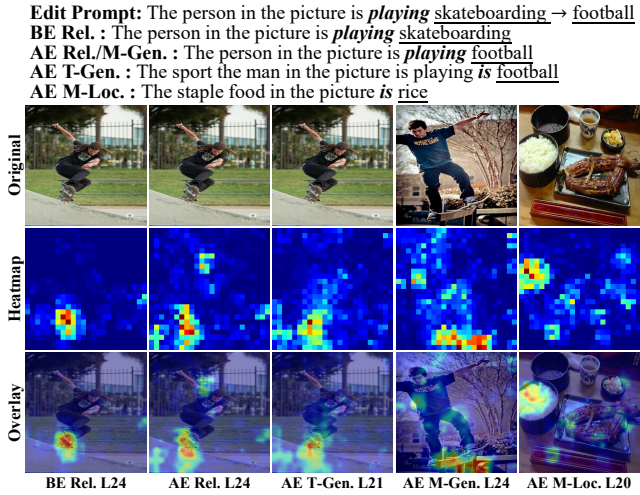 Edit Prompt: The person in the picture is playing skateboarding → football
BE Rel. : The person in the picture is playing skateboarding
AE Rel./M-Gen. : The person in the picture is playing football
AE T-Gen. : The sport the man in the picture is playing is football
AE M-Loc. : The staple food in the picture is rice
Original
NOTRE DAME
Heatmap
Overlay
BE Rel. L24 AE Rel. L24 AE T-Gen. L21 AE M-Gen. L24 AE M-Loc. L20